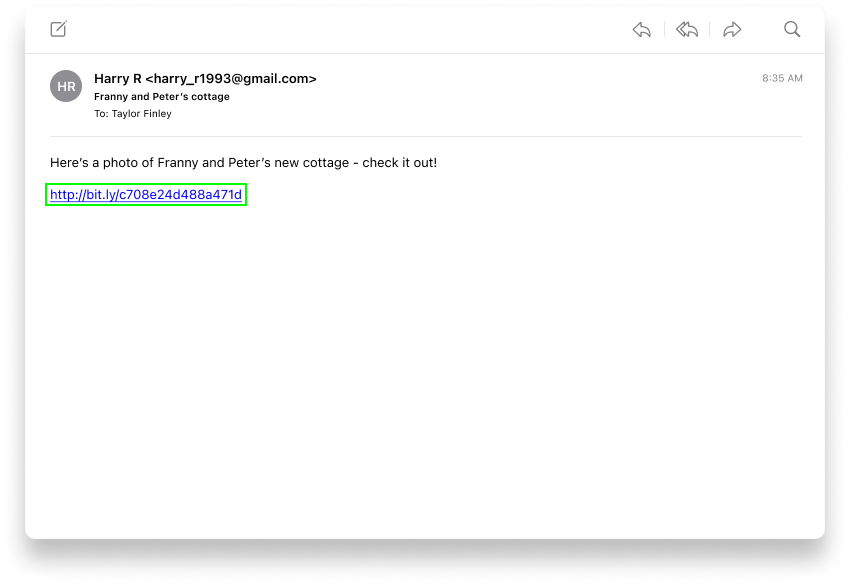 HR
Harry R <harry_r1993@gmail.com>
8:35 AM
Franny and Peter’s cottage
To: Taylor Finley
Here’s a photo of Franny and Peter’s new cottage - check it out!
http://bit.ly/c708e24d488a471d